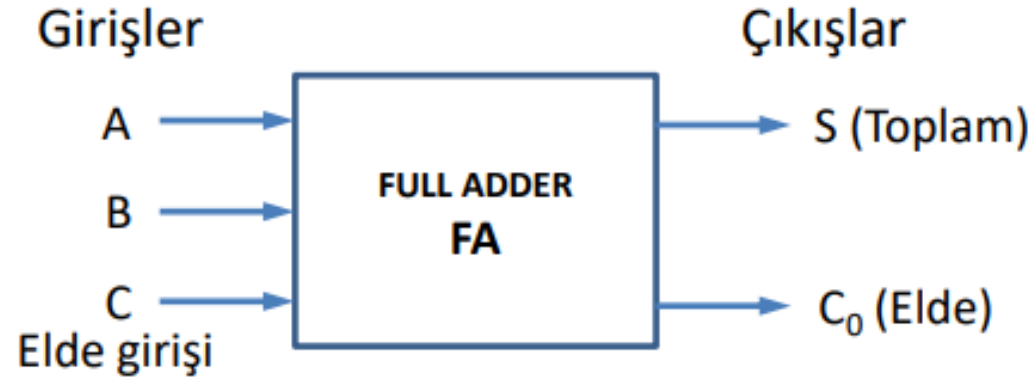 Girişler
Çıkışlar
A
S (Toplam)
B
FULL ADDER
FA
C
C₀ (Elde)
Elde girişi